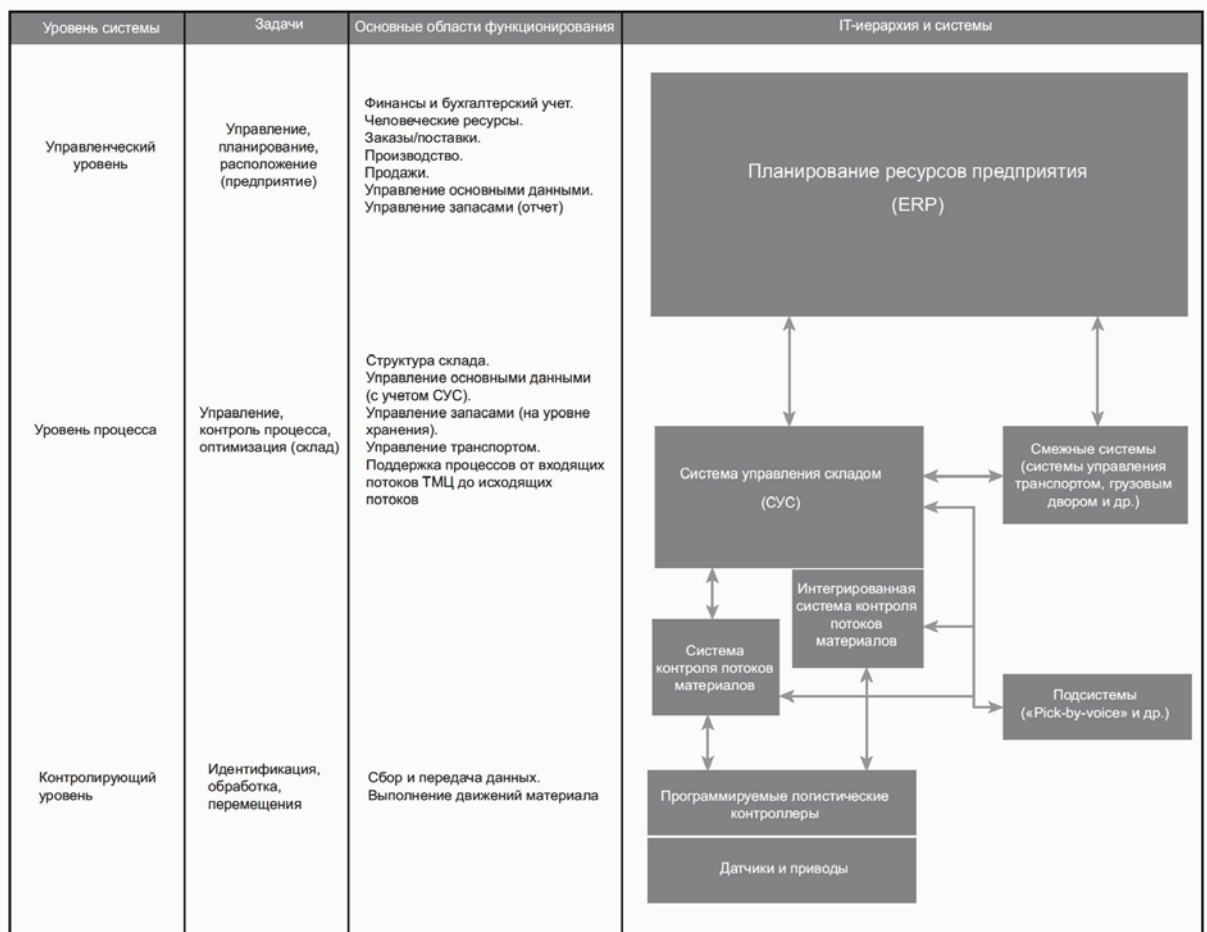 Уровень системы
Задачи
Основные области функционирования
IT-иерархия и системы
Управленческий
уровень
Управление,
планирование,
расположение
(предприятие)
Финансы и бухгалтерский учет.
Человеческие ресурсы.
Заказы/поставки.
Производство.
Продажи.
Управление основными данными.
Управление запасами (отчет)
Планирование ресурсов предприятия
(ERP)
Уровень процесса
Управление,
контроль процесса,
оптимизация (склад)
Структура склада.
Управление основными данными
(с учетом СУС).
Управление запасами (на уровне
хранения).
Управление транспортом.
Поддержка процессов от входящих
потоков ТМЦ до исходящих
потоков
Система управления складом
(СУС)
Смежные системы
(системы управления
транспортом, грузовым
двором и др.)
Интегрированная
система контроля
потоков
материалов
Система
контроля потоков
материалов
Подсистемы
(«Pick-by-voice» и др.)
Контролирующий
уровень
Идентификация,
обработка,
перемещения
Сбор и передача данных.
Выполнение движений материала
Программируемые логистические
контроллеры
Датчики и приводы